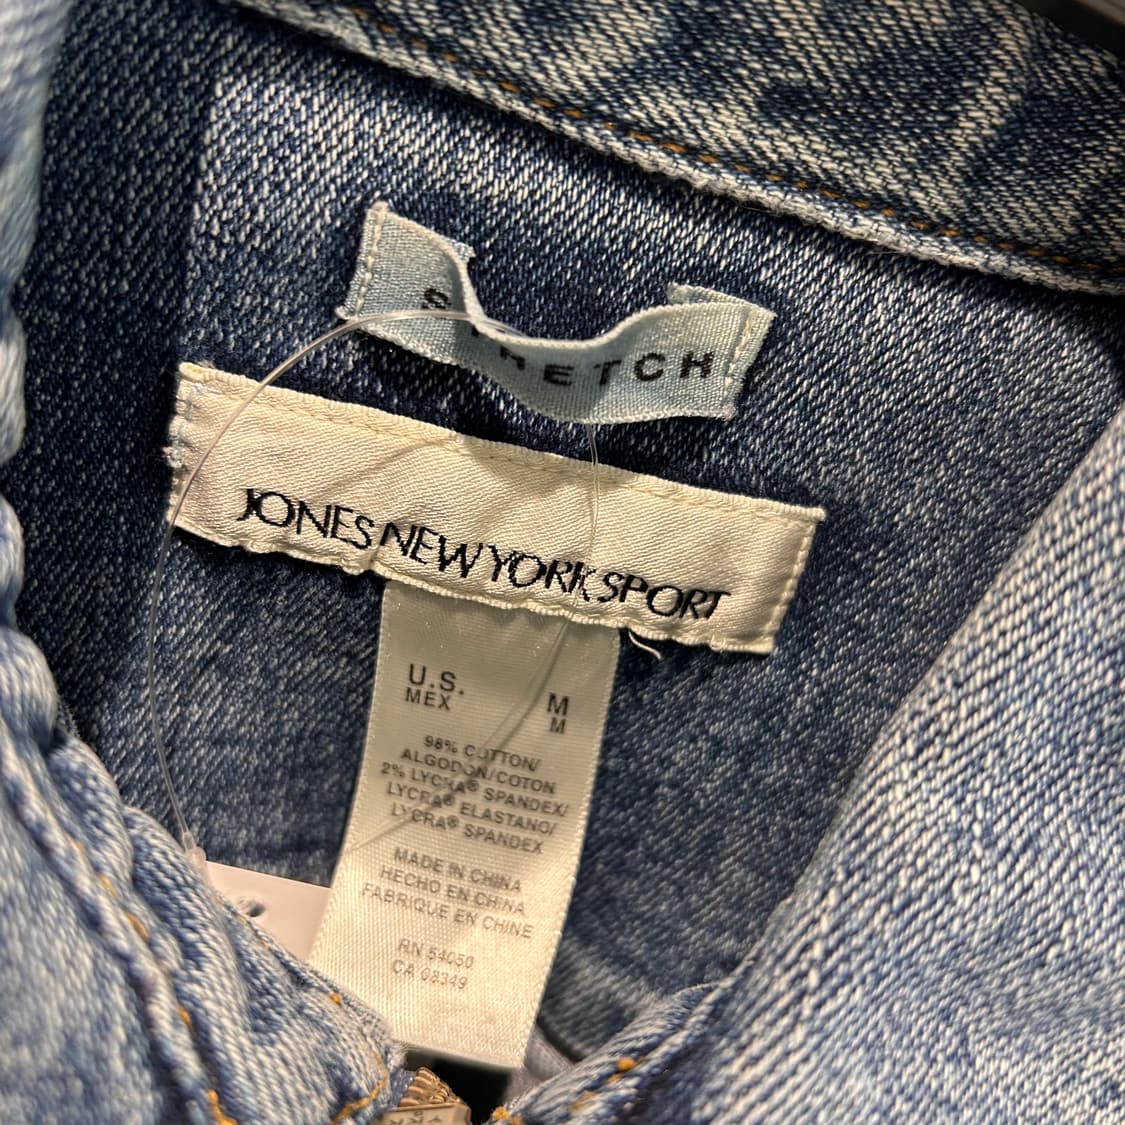 STRETCH
JONES NEW YORK SPORT
U.S. M
MEX M
98% COTTON/
ALGODON/COTON
2% LYCRA® SPANDEX/
LYCRA® ELASTANO/
LYCRA® SPANDEX
MADE IN CHINA
HECHO EN CHINA
FABRIQUE EN CHINE
RN 54050
CA 08349